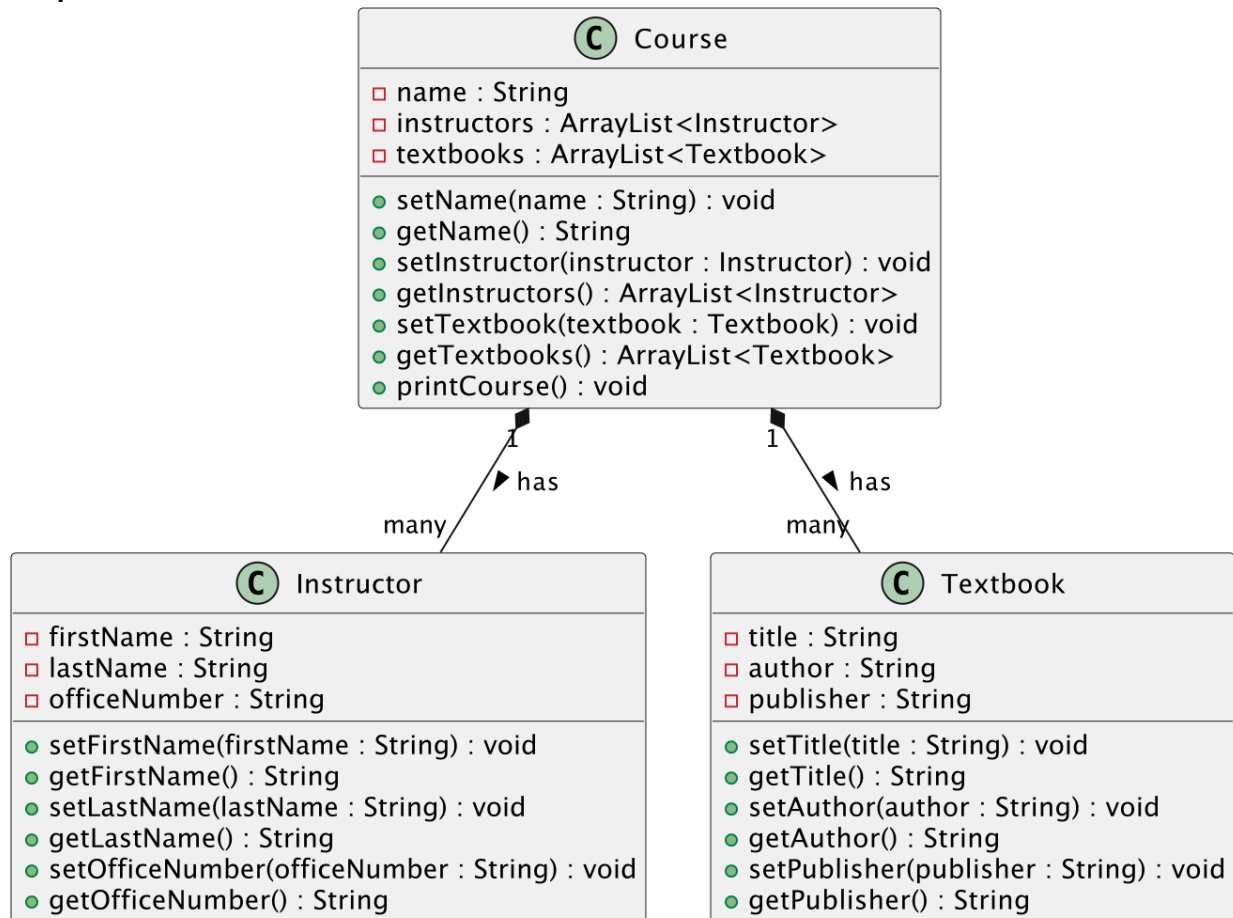 C Course
name : String
instructors : ArrayList<Instructor>
textbooks : ArrayList<Textbook>
setName(name : String) : void
getName() : String
setInstructor(instructor : Instructor) : void
getInstructors() : ArrayList<Instructor>
setTextbook(textbook : Textbook) : void
getTextbooks() : ArrayList<Textbook>
printCourse() : void
1
has
many
1
has
many
C Instructor
firstName : String
lastName : String
officeNumber : String
setFirstName(firstName : String) : void
getFirstName() : String
setLastName(lastName : String) : void
getLastName() : String
setOfficeNumber(officeNumber : String) : void
getOfficeNumber() : String
C Textbook
title : String
author : String
publisher : String
setTitle(title : String) : void
getTitle() : String
setAuthor(author : String) : void
getAuthor() : String
setPublisher(publisher : String) : void
getPublisher() : String